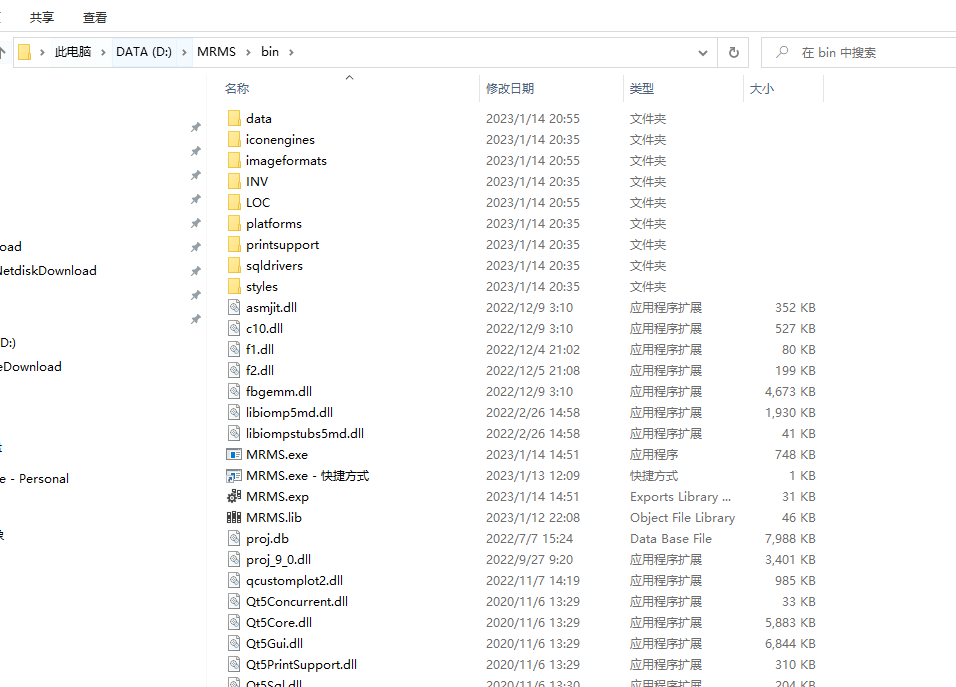 共享 查看
此电脑 DATA (D:) MRMS bin 在 bin 中搜索
名称 修改日期 类型 大小
data 2023/1/14 20:55 文件夹
iconengines 2023/1/14 20:35 文件夹
imageformats 2023/1/14 20:55 文件夹
INV 2023/1/14 20:35 文件夹
LOC 2023/1/14 20:55 文件夹
platforms 2023/1/14 20:35 文件夹
oad printsupport 2023/1/14 20:35 文件夹
NetdiskDownload sqldrivers 2023/1/14 20:35 文件夹
styles 2023/1/14 20:35 文件夹
asmjit.dll 2022/12/9 3:10 应用程序扩展 352 KB
c10.dll 2022/12/9 3:10 应用程序扩展 527 KB
D:) f1.dll 2022/12/4 21:02 应用程序扩展 80 KB
eDownload f2.dll 2022/12/5 21:08 应用程序扩展 199 KB
fbgemm.dll 2022/12/9 3:10 应用程序扩展 4,673 KB
libiomp5md.dll 2022/2/26 14:58 应用程序扩展 1,930 KB
libiompstubs5md.dll 2022/2/26 14:58 应用程序扩展 41 KB
MRMS.exe 2023/1/14 14:51 应用程序 748 KB
e - Personal MRMS.exe - 快捷方式 2023/1/13 12:09 快捷方式 1 KB
MRMS.exp 2023/1/14 14:51 Exports Library ... 31 KB
MRMS.lib 2023/1/12 22:08 Object File Library 46 KB
proj.db 2022/7/7 15:24 Data Base File 7,988 KB
proj_9_0.dll 2022/9/27 9:20 应用程序扩展 3,401 KB
qcustomplot2.dll 2022/11/7 14:19 应用程序扩展 985 KB
Qt5Concurrent.dll 2020/11/6 13:29 应用程序扩展 33 KB
Qt5Core.dll 2020/11/6 13:29 应用程序扩展 5,883 KB
Qt5Gui.dll 2020/11/6 13:29 应用程序扩展 6,844 KB
Qt5PrintSupport.dll 2020/11/6 13:29 应用程序扩展 310 KB
Qt5Sql.dll 2020/11/6 13:30 应用程序扩展 204 KB